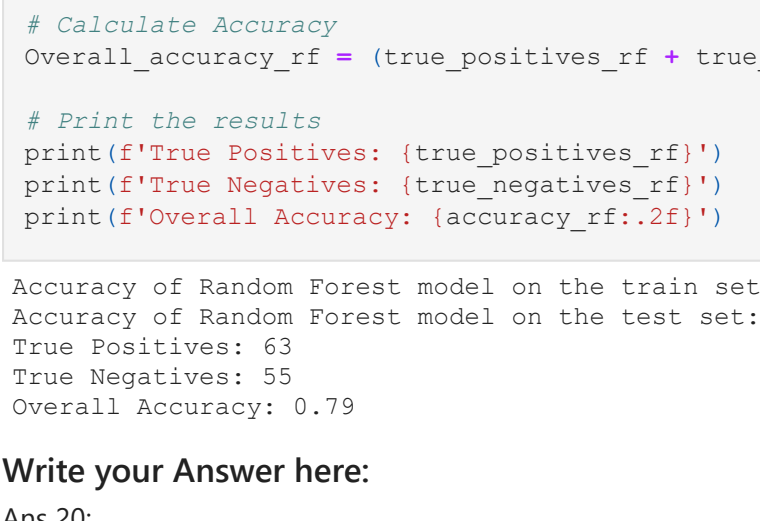 # Calculate Accuracy
Overall_accuracy_rf = (true_positives_rf + true_
# Print the results
print(f'True Positives: {true_positives_rf}')
print(f'True Negatives: {true_negatives_rf}')
print(f'Overall Accuracy: {accuracy_rf:.2f}')
Accuracy of Random Forest model on the train set
Accuracy of Random Forest model on the test set:
True Positives: 63
True Negatives: 55
Overall Accuracy: 0.79
Write your Answer here:
Ans 20: